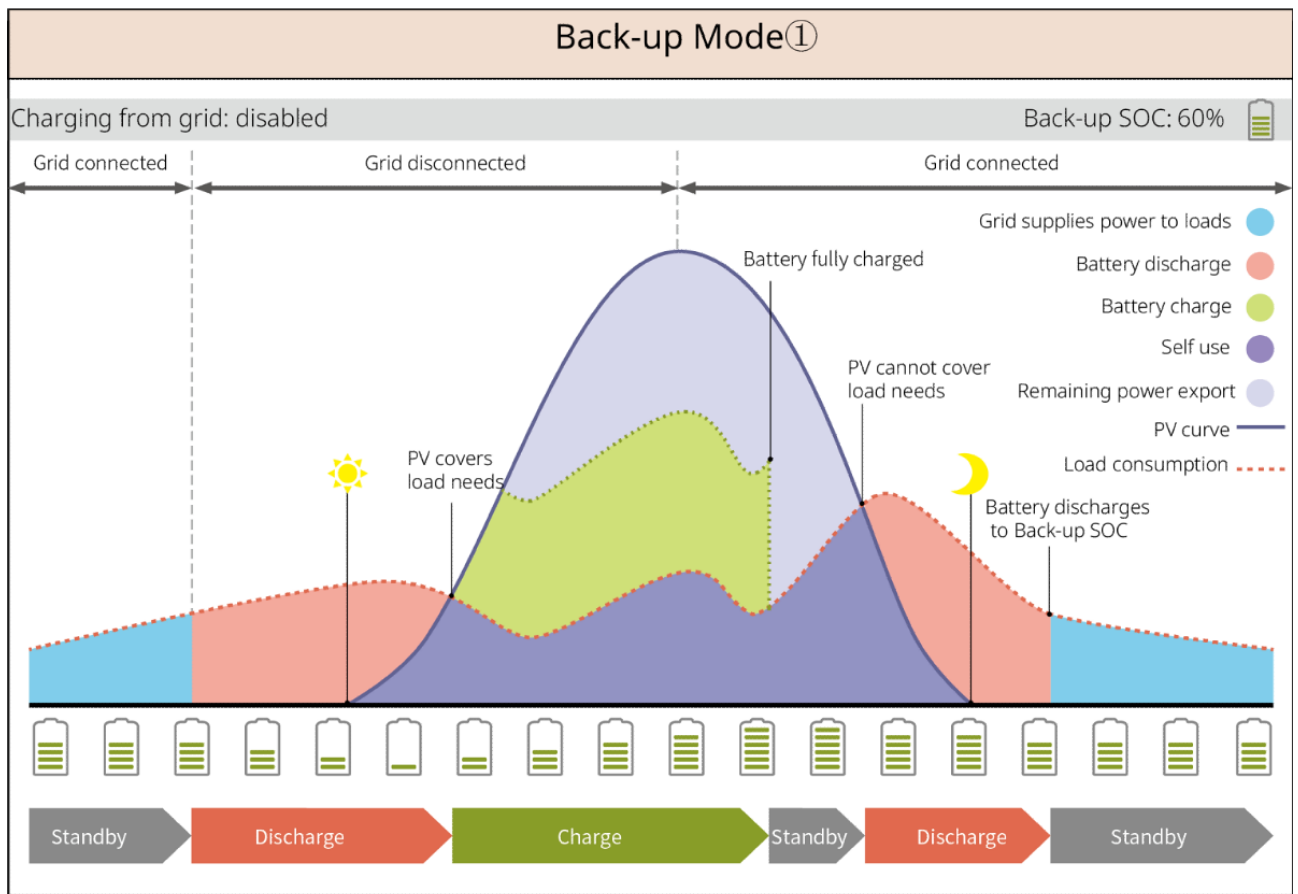 Back-up Mode①
Charging from grid: disabled
Back-up SOC: 60%
Grid connected
Grid disconnected
Grid connected
Grid supplies power to loads
Battery discharge
Battery charge
Self use
Remaining power export
PV curve
Load consumption
Battery fully charged
PV cannot cover
load needs
PV covers
load needs
Battery discharges
to Back-up SOC
Standby
Discharge
Charge
Standby
Discharge
Standby